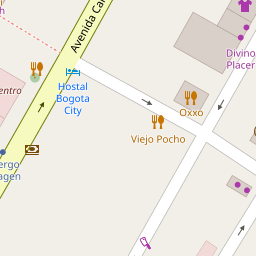 Avenida Ca
h
Divino
Placer
Hostal
Bogota
City
entro
Oxxo
Viejo Pocho
ergo
agen